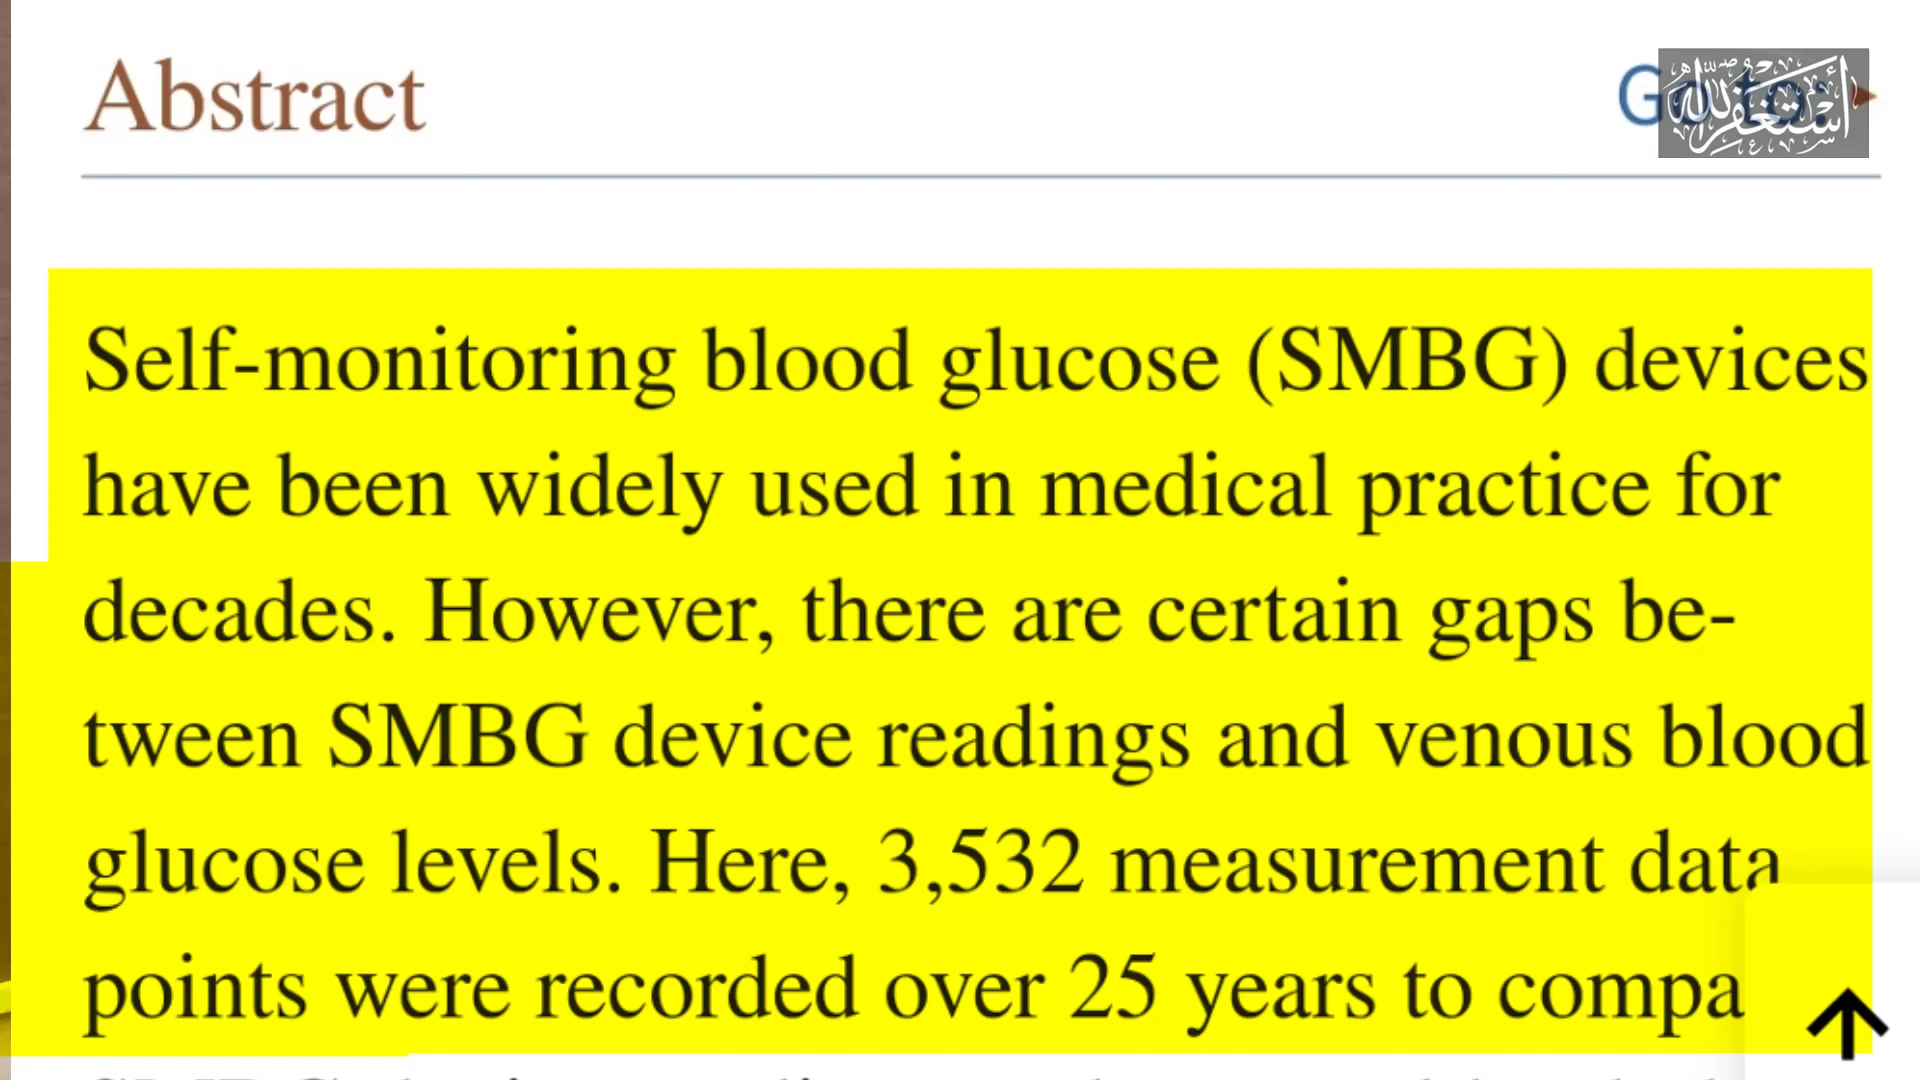 Abstract
أستغفر الله
Self-monitoring blood glucose (SMBG) devices
have been widely used in medical practice for
decades. However, there are certain gaps be-
tween SMBG device readings and venous blood
glucose levels. Here, 3,532 measurement data
points were recorded over 25 years to compa